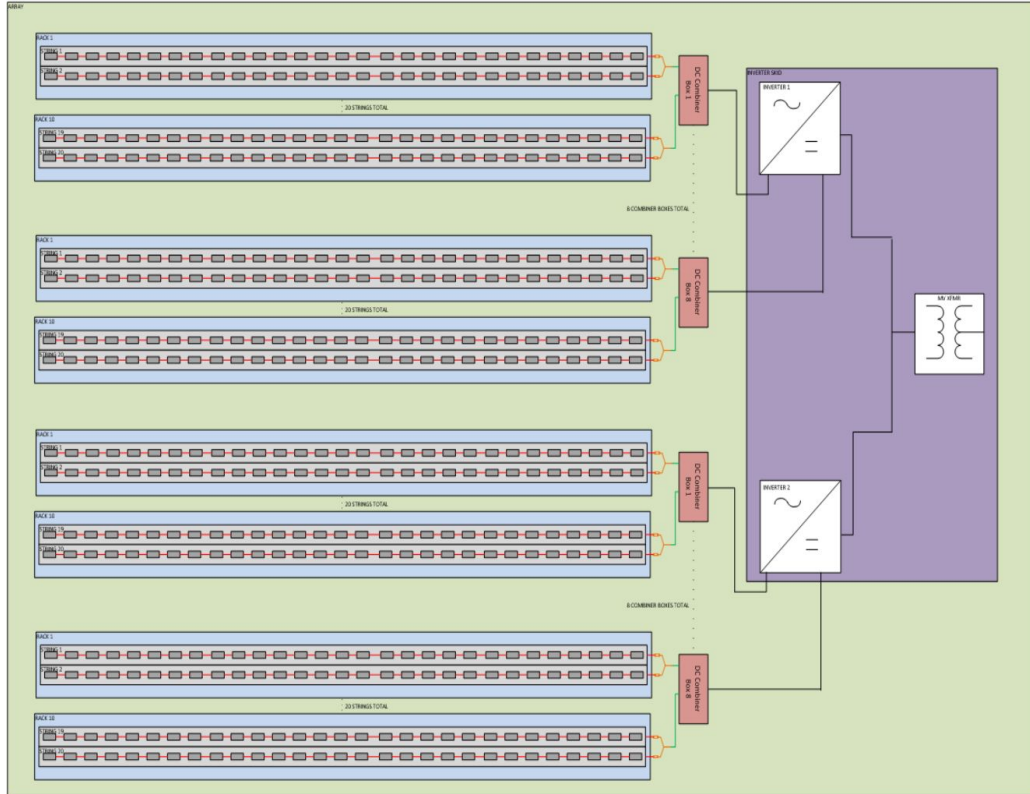 ARRAY
RACK 1
STRING 1
STRING 2
20 STRINGS TOTAL
RACK 10
STRING 19
STRING 20
DC Combiner
Box 1
8 COMBINER BOXES TOTAL
RACK 1
STRING 1
STRING 2
20 STRINGS TOTAL
RACK 10
STRING 19
STRING 20
DC Combiner
Box 8
INVERTER SKID
INVERTER 1
MV XFMR
INVERTER 2
RACK 1
STRING 1
STRING 2
20 STRINGS TOTAL
RACK 10
STRING 19
STRING 20
DC Combiner
Box 1
8 COMBINER BOXES TOTAL
RACK 1
STRING 1
STRING 2
20 STRINGS TOTAL
RACK 10
STRING 19
STRING 20
DC Combiner
Box 8